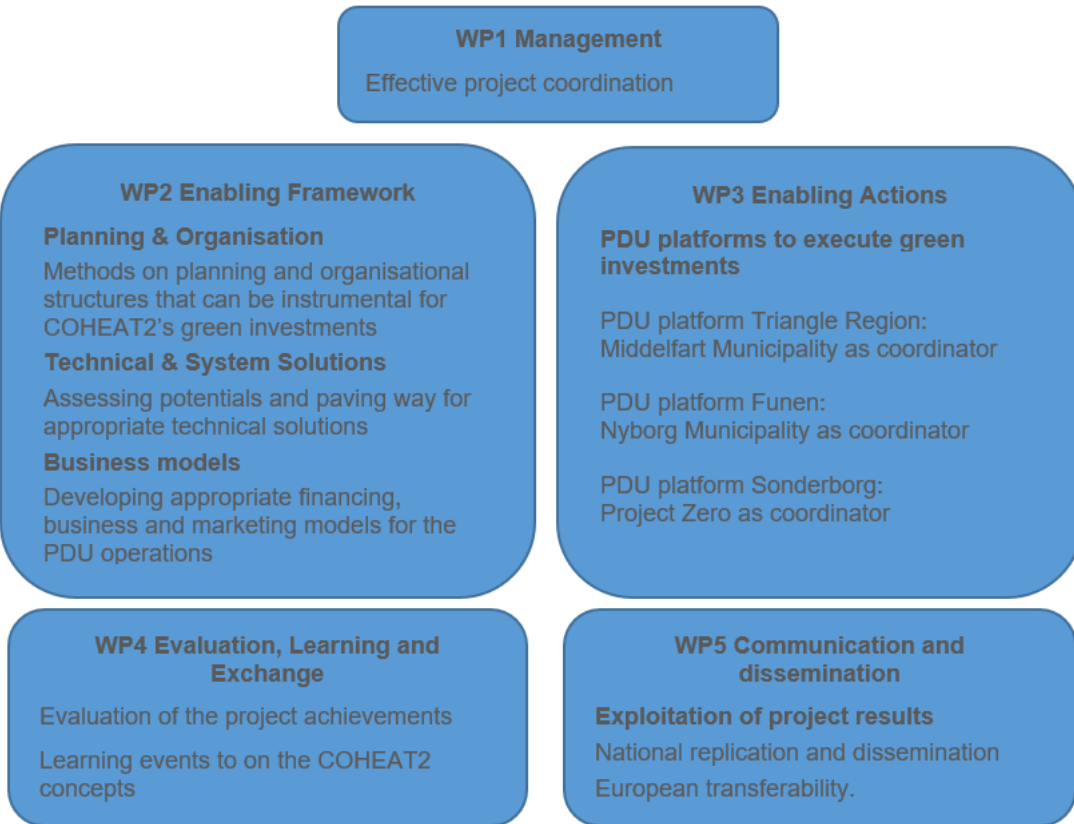 WP1 Management
Effective project coordination
WP2 Enabling Framework
Planning & Organisation
Methods on planning and organisational
structures that can be instrumental for
COHEAT2's green investments
Technical & System Solutions
Assessing potentials and paving way for
appropriate technical solutions
Business models
Developing appropriate financing,
business and marketing models for the
PDU operations
WP3 Enabling Actions
PDU platforms to execute green
investments
PDU platform Triangle Region:
Middelfart Municipality as coordinator
PDU platform Funen:
Nyborg Municipality as coordinator
PDU platform Sonderborg:
Project Zero as coordinator
WP4 Evaluation, Learning and
Exchange
Evaluation of the project achievements
Learning events to on the COHEAT2
concepts
WP5 Communication and
dissemination
Exploitation of project results
National replication and dissemination
European transferability.